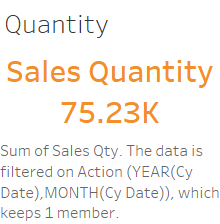 Quantity
Sales Quantity
75.23K
Sum of Sales Qty. The data is
filtered on Action (YEAR(Cy
Date),MONTH(Cy Date)), which
keeps 1 member.